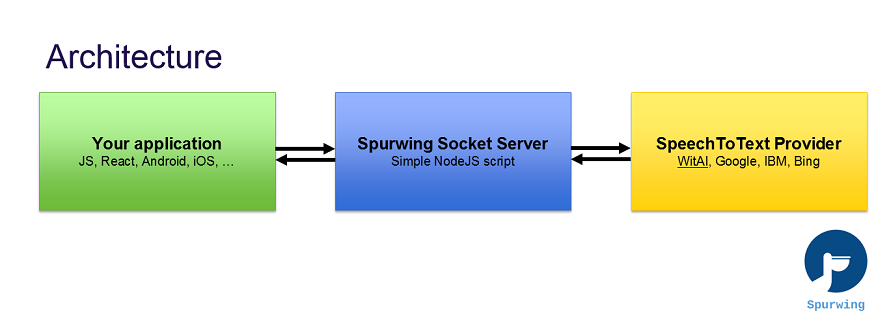 Architecture
Your application
JS, React, Android, iOS, ...
Spurwing Socket Server
Simple NodeJS script
SpeechToText Provider
WitAI, Google, IBM, Bing
Spurwing